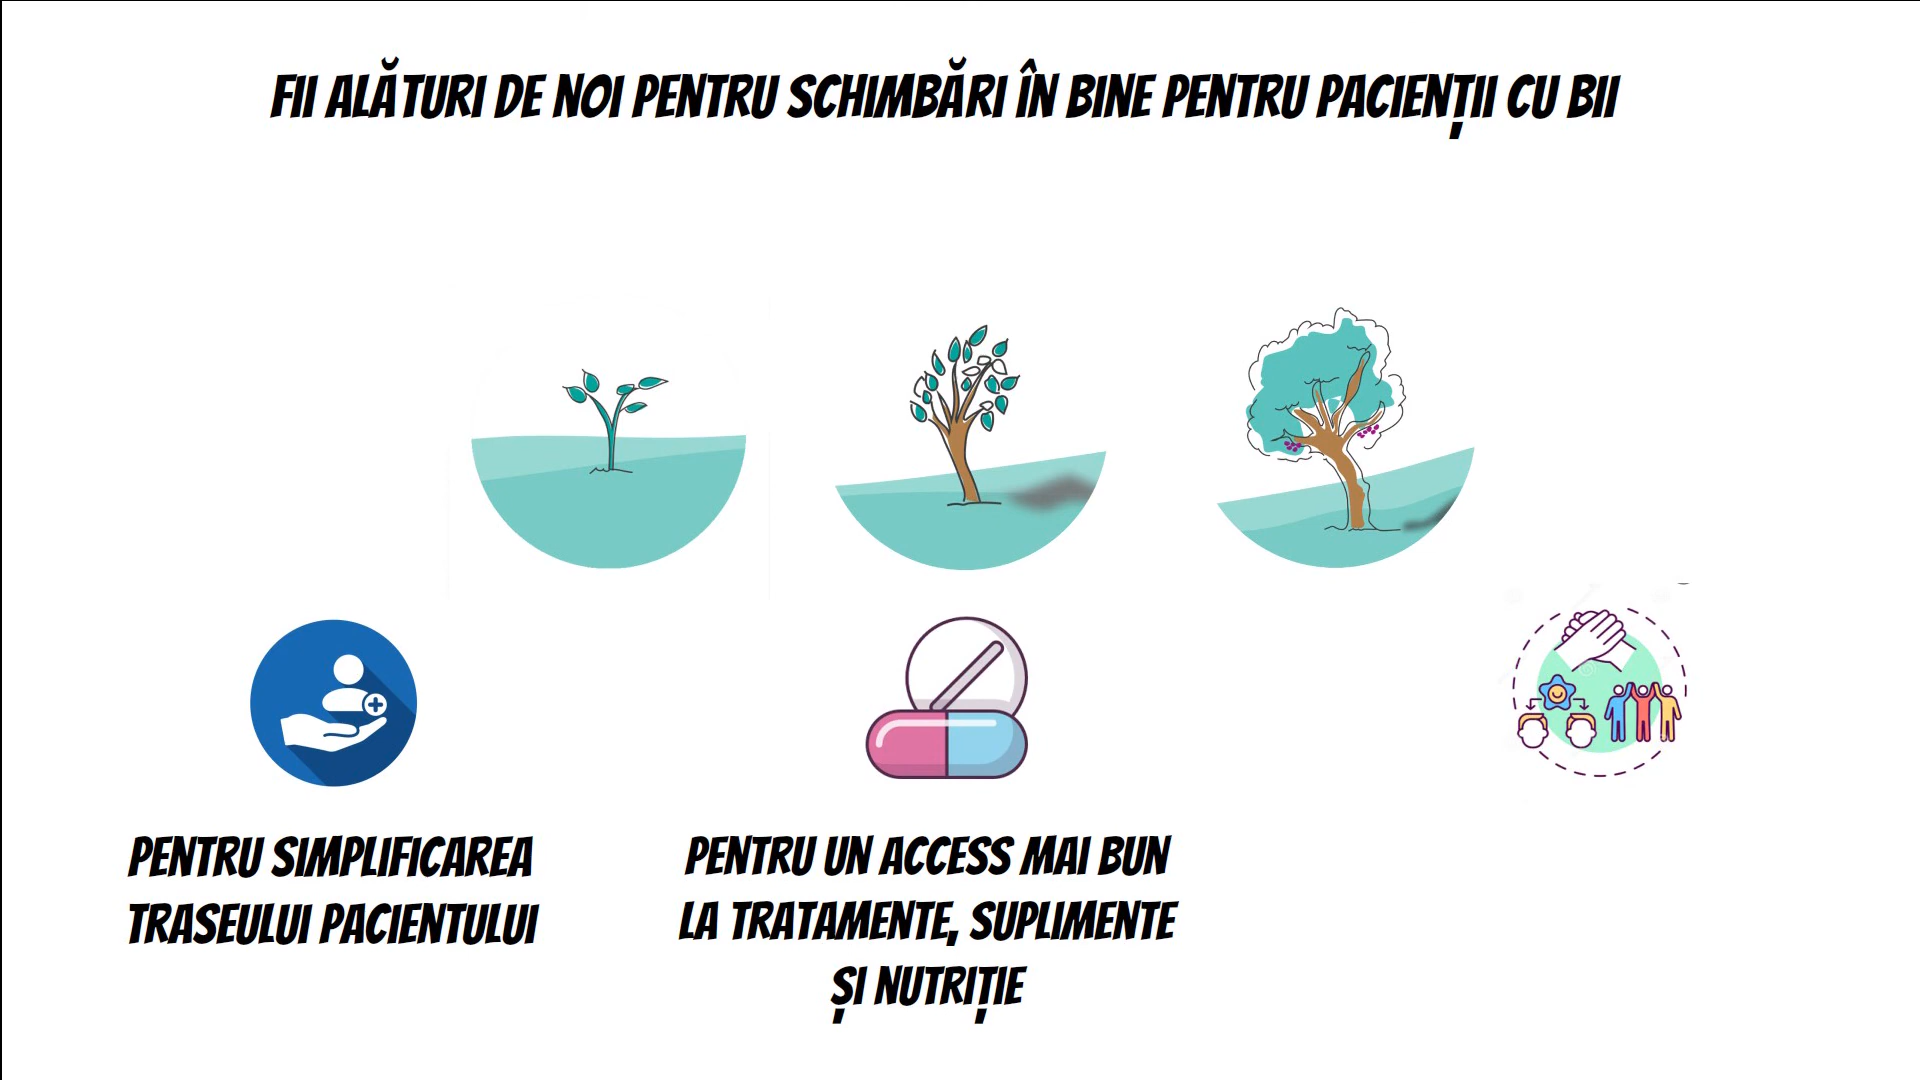 FII ALĂTURI DE NOI PENTRU SCHIMBĂRI ÎN BINE PENTRU PACIENȚII CU BII
PENTRU SIMPLIFICAREA
TRASEULUI PACIENTULUI
PENTRU UN ACCESS MAI BUN
LA TRATAMENTE, SUPLIMENTE
ȘI NUTRIȚIE